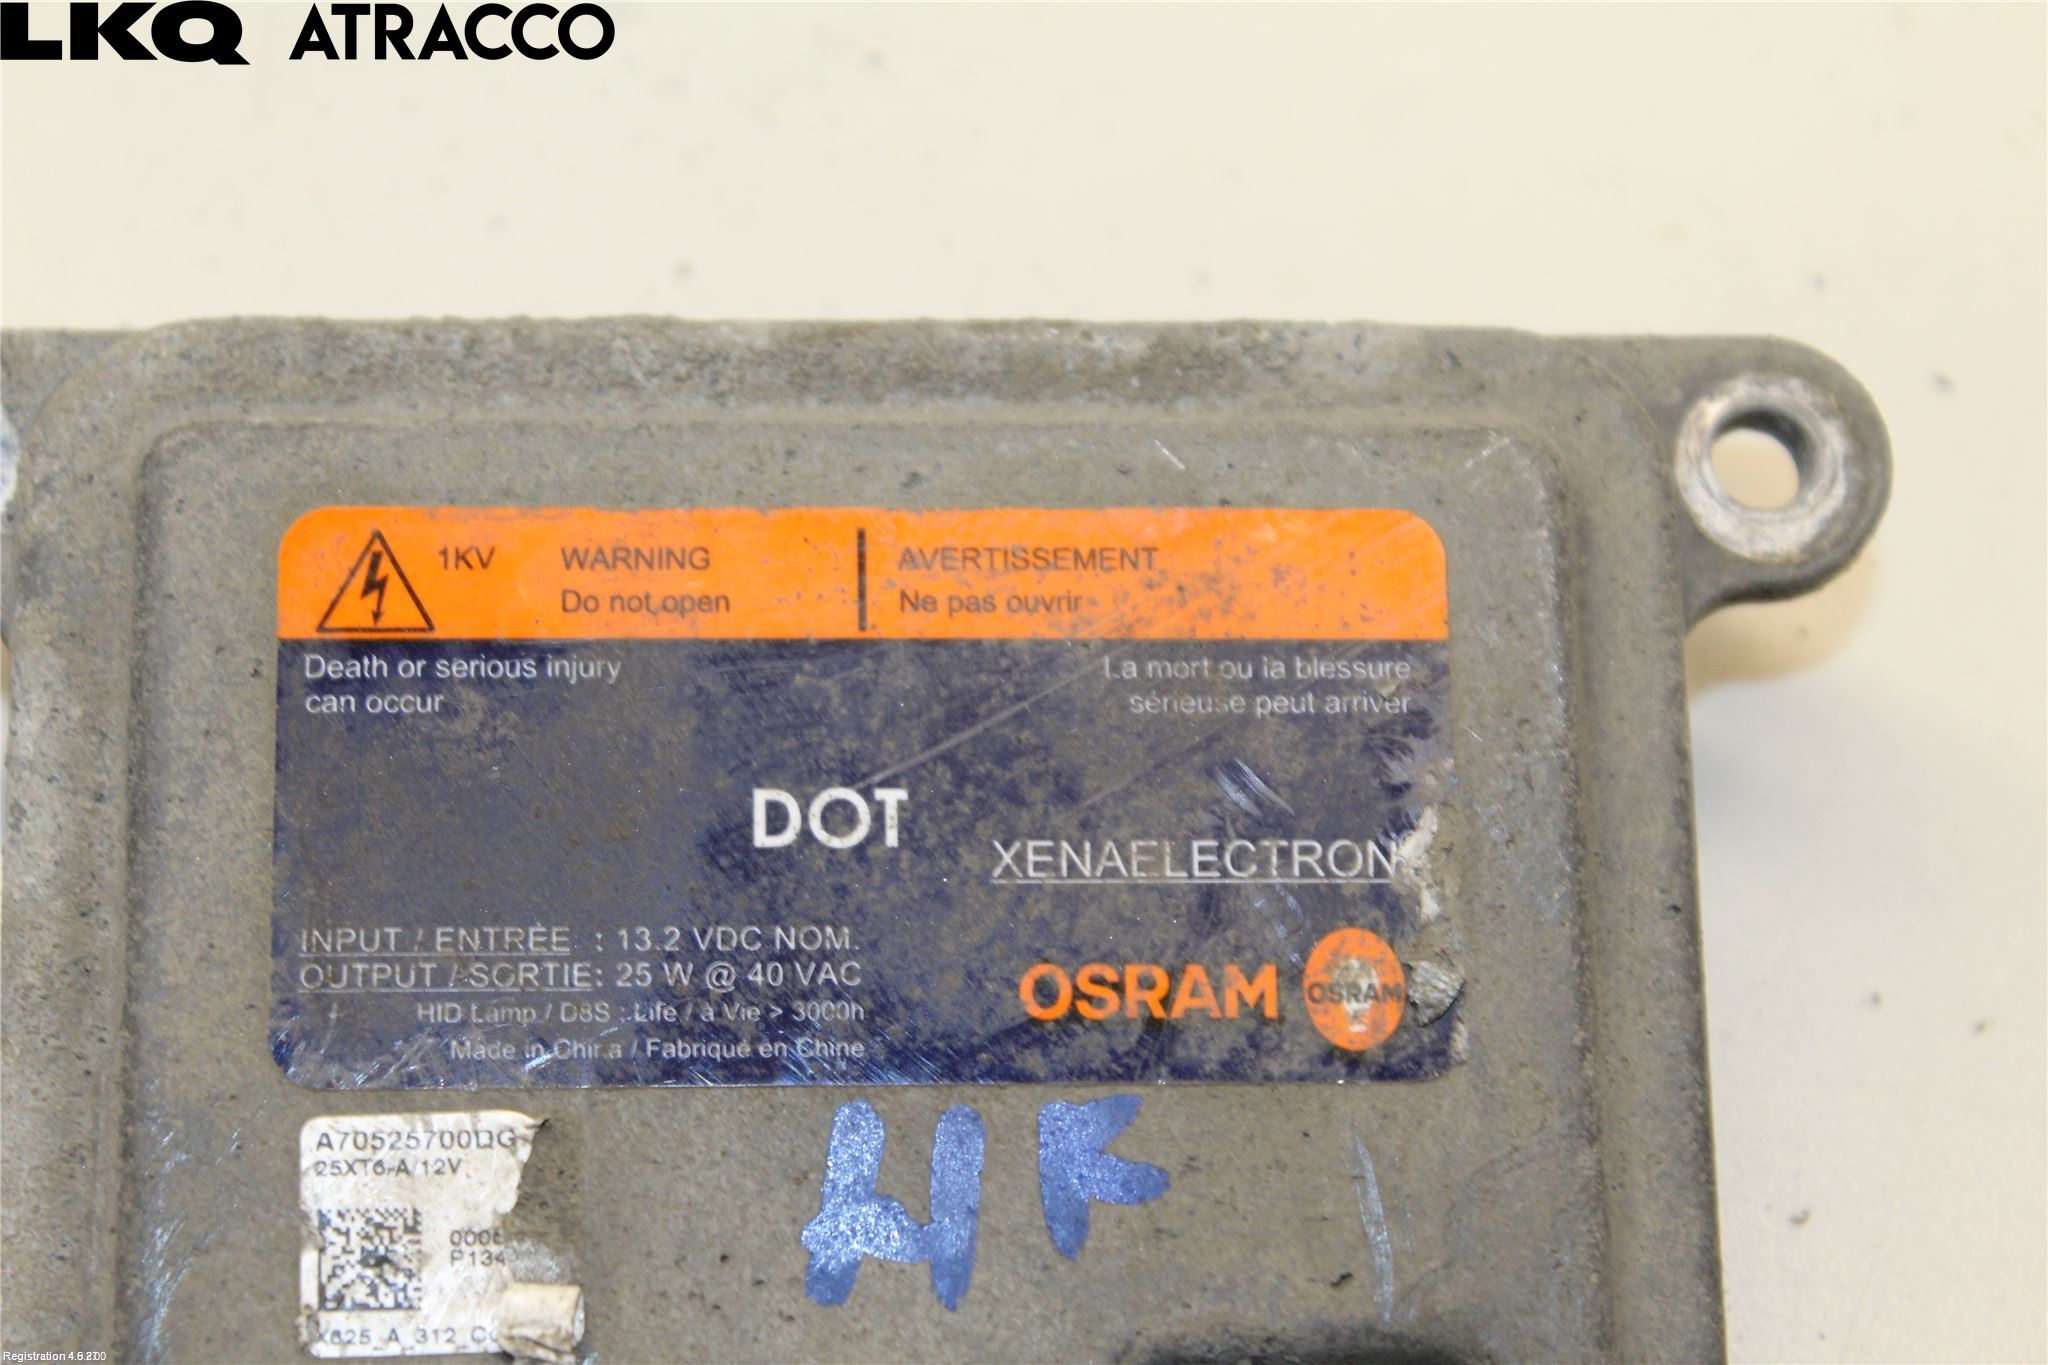 LKQ ATRACCO
1KV WARNING AVERTISSEMENT
Do not open Ne pas ouvrir
Death or serious injury La mort ou la blessure
can occur sérieuse peut arriver
DOT
XENAELECTRON
INPUT / ENTRÉE : 13.2 VDC NOM.
OUTPUT / SORTIE: 25 W @ 40 VAC
HID Lamp / D8S : Life / à Vie > 3000h
Made in China / Fabriqué en Chine
OSRAM OSRAM
25XT6-A/12V
P134
HF
Registration